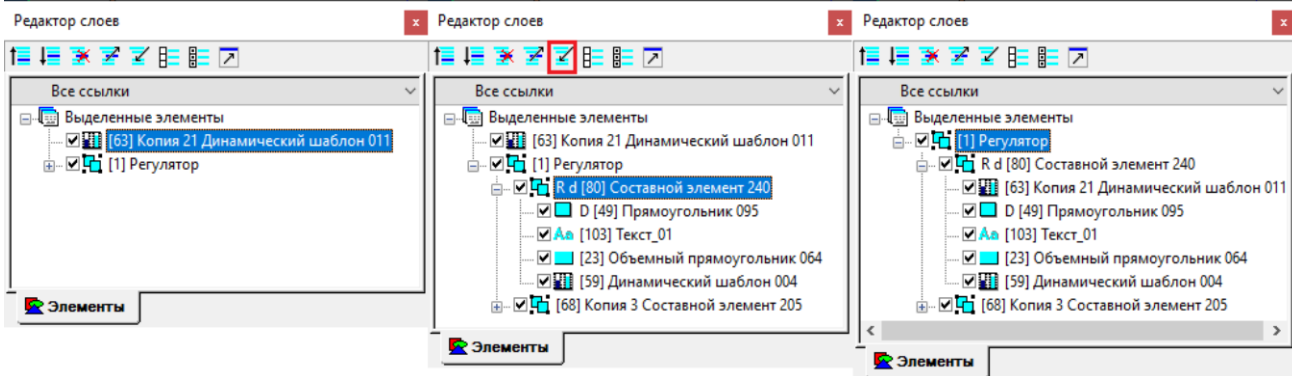 Редактор слоев
x
Все ссылки
Выделенные элементы
[63] Копия 21 Динамический шаблон 011
[1] Регулятор
Элементы
Редактор слоев
x
Все ссылки
Выделенные элементы
[63] Копия 21 Динамический шаблон 011
[1] Регулятор
R d [80] Составной элемент 240
D [49] Прямоугольник 095
Aa [103] Текст_01
[23] Объемный прямоугольник 064
[59] Динамический шаблон 004
[68] Копия 3 Составной элемент 205
Элементы
Редактор слоев
x
Все ссылки
Выделенные элементы
[1] Регулятор
R d [80] Составной элемент 240
[63] Копия 21 Динамический шаблон 011
D [49] Прямоугольник 095
Aa [103] Текст_01
[23] Объемный прямоугольник 064
[59] Динамический шаблон 004
[68] Копия 3 Составной элемент 205
Элементы